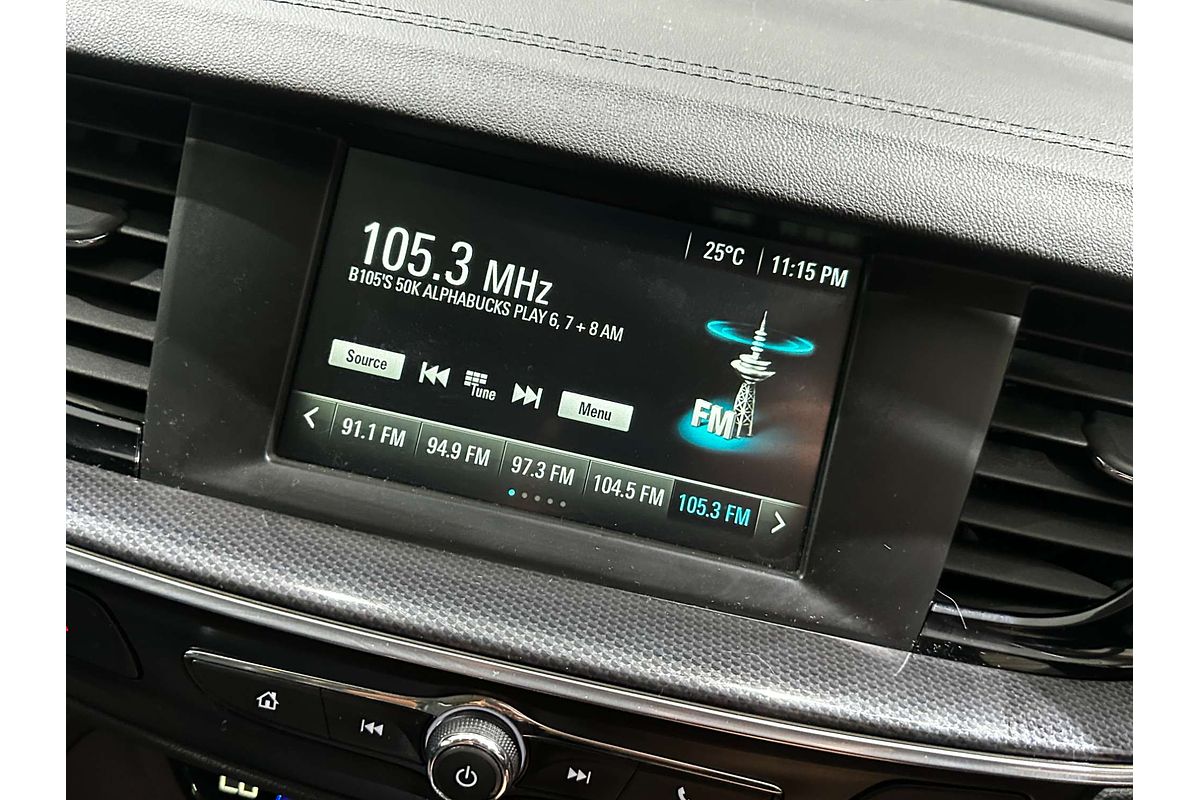 25°C 11:15 PM
105.3 MHz
B105'S 50K ALPHABUCKS PLAY 6, 7 + 8 AM
Source Tune Menu
FM
91.1 FM 94.9 FM 97.3 FM 104.5 FM 105.3 FM
LO